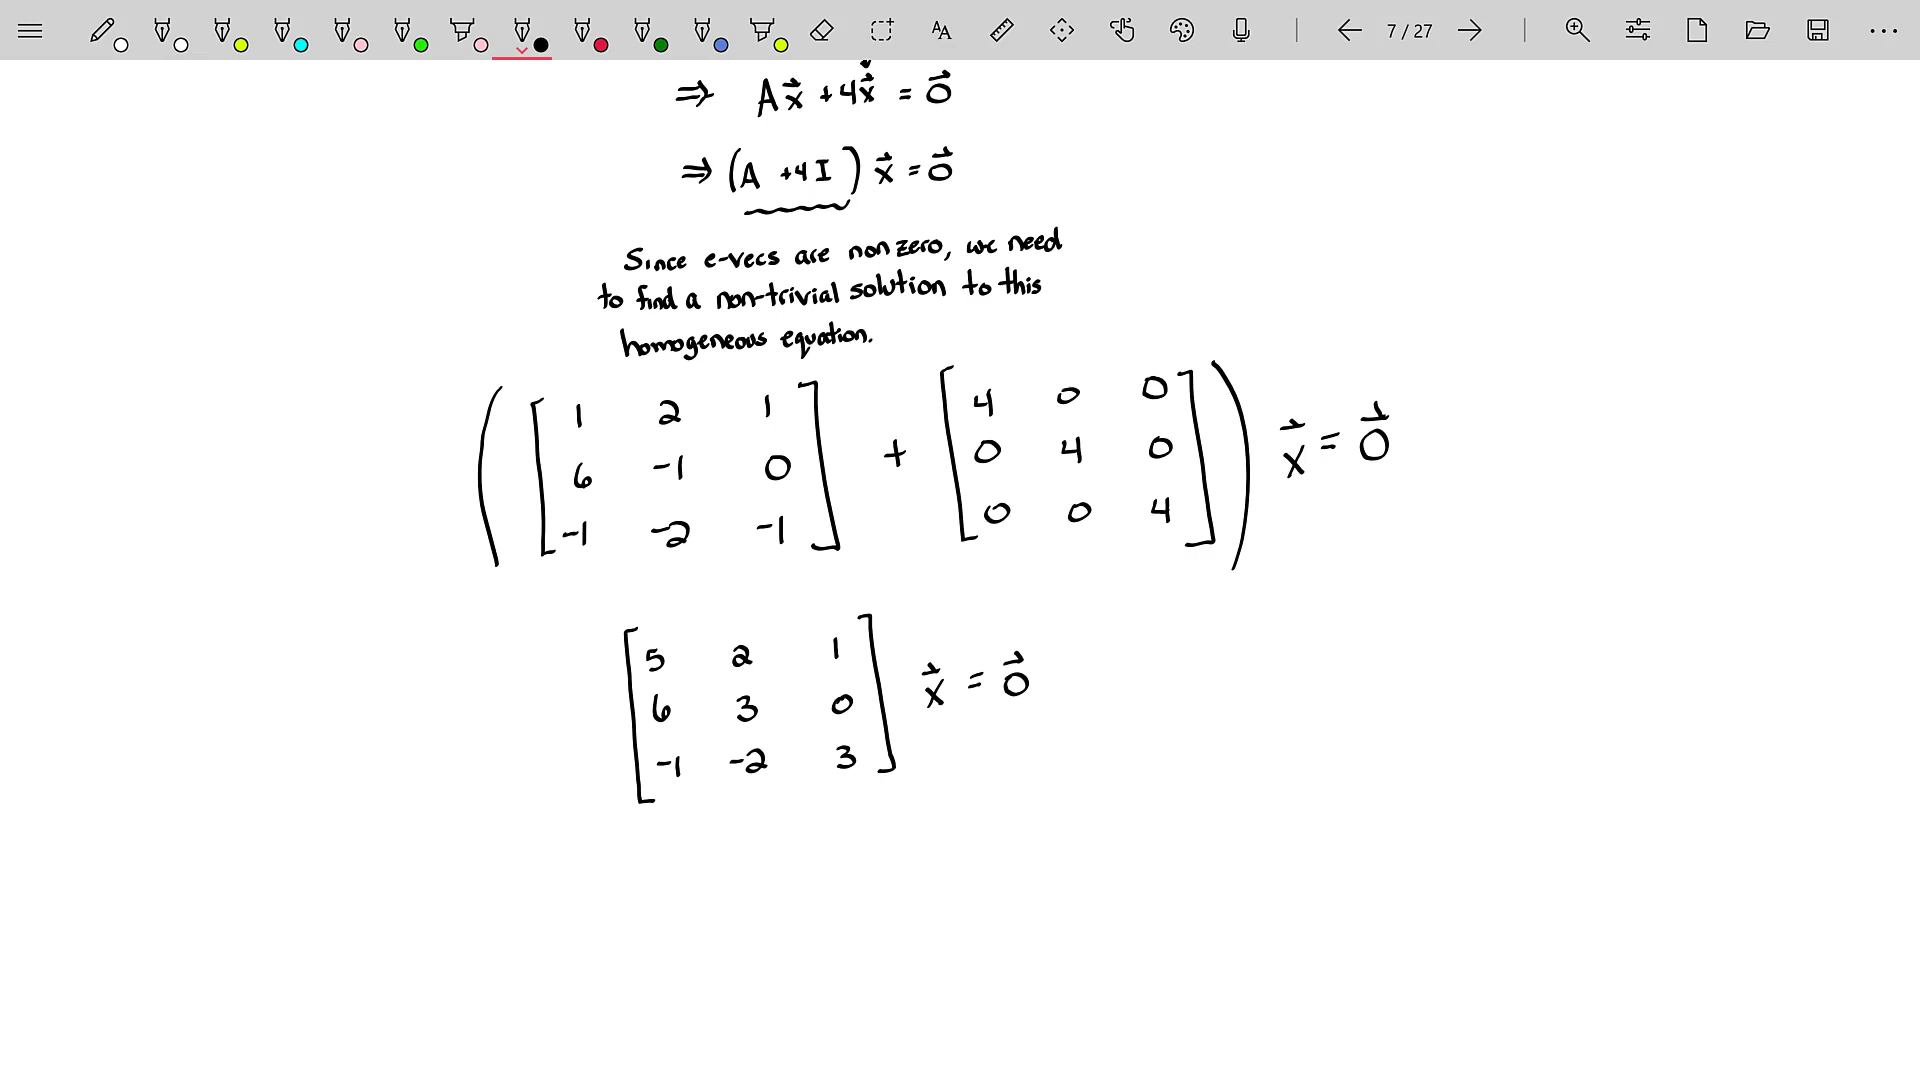 7 / 27
⇒ Ax⃗ + 4x⃗ = 0⃗
⇒ (A +4I) x⃗ = 0⃗
Since e-vecs are nonzero, we need
to find a non-trivial solution to this
homogeneous equation.
( [ 1 2 1 ] + [ 4 0 0 ] )
( [ 6 -1 0 ] + [ 0 4 0 ] ) x⃗ = 0⃗
( [ -1 -2 -1 ] + [ 0 0 4 ] )
[ 5 2 1 ]
[ 6 3 0 ] x⃗ = 0⃗
[ -1 -2 3 ]